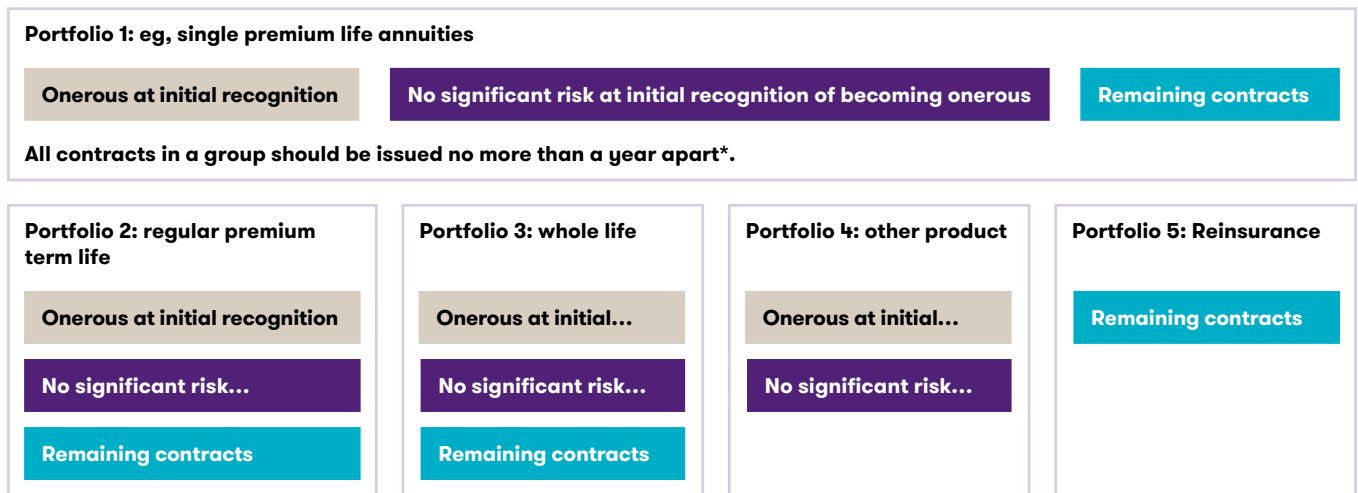 Portfolio 1: eg, single premium life annuities
Onerous at initial recognition
No significant risk at initial recognition of becoming onerous
Remaining contracts
All contracts in a group should be issued no more than a year apart*.
Portfolio 2: regular premium
term life
Onerous at initial recognition
No significant risk...
Remaining contracts
Portfolio 3: whole life
Onerous at initial...
No significant risk...
Remaining contracts
Portfolio 4: other product
Onerous at initial...
No significant risk...
Portfolio 5: Reinsurance
Remaining contracts